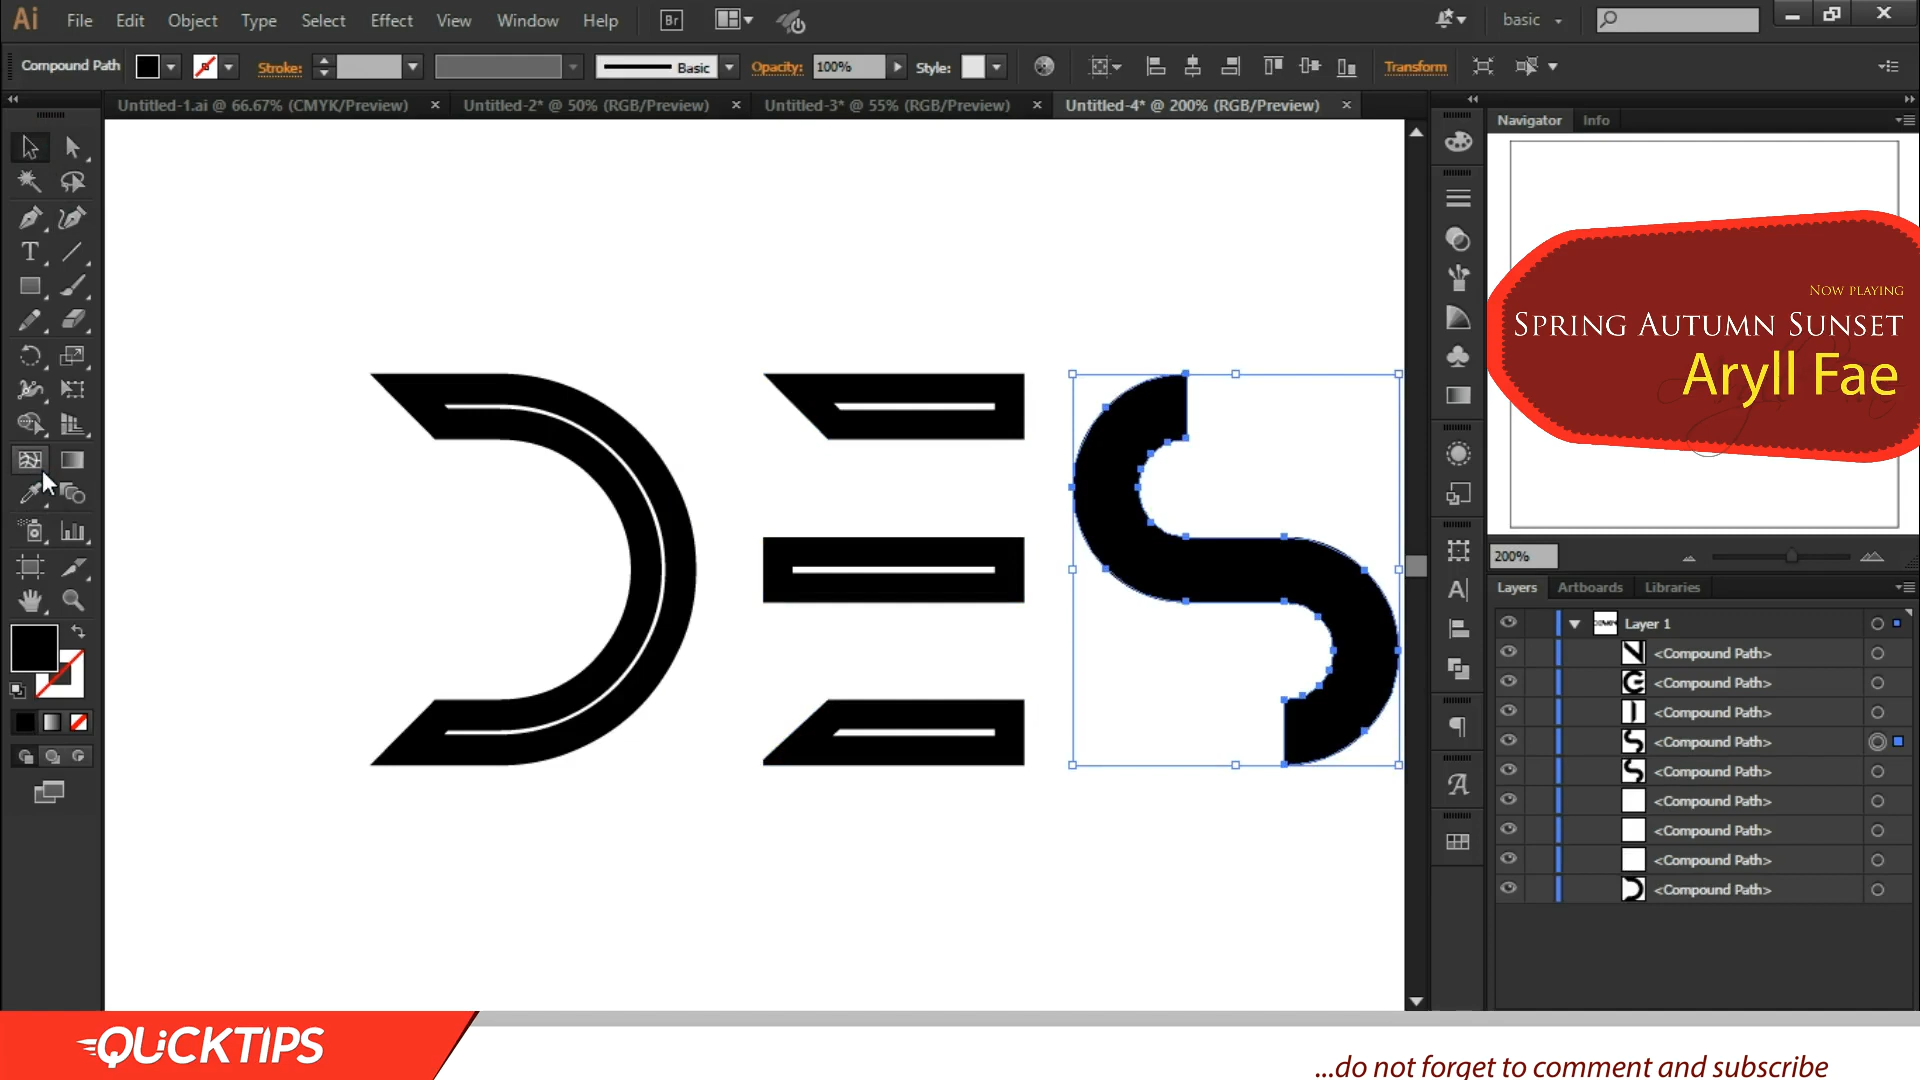 Ai File Edit Object Type Select Effect View Window Help Br basic
Compound Path Stroke: Basic Opacity: 100% Style: Transform
Untitled-1.ai @ 66.67% (CMYK/Preview) Untitled-2* @ 50% (RGB/Preview) Untitled-3* @ 55% (RGB/Preview) Untitled-4* @ 200% (RGB/Preview)
Navigator Info
Now playing
Spring Autumn Sunset
Aryll Fae
DES
200%
Layers Artboards Libraries
Layer 1
<Compound Path>
<Compound Path>
<Compound Path>
<Compound Path>
<Compound Path>
<Compound Path>
<Compound Path>
<Compound Path>
<Compound Path>
QUICKTIPS
...do not forget to comment and subscribe